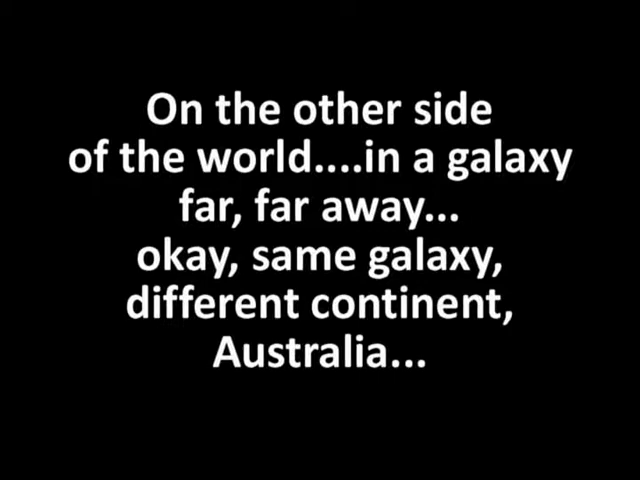 On the other side
of the world....in a galaxy
far, far away...
okay, same galaxy,
different continent,
Australia...